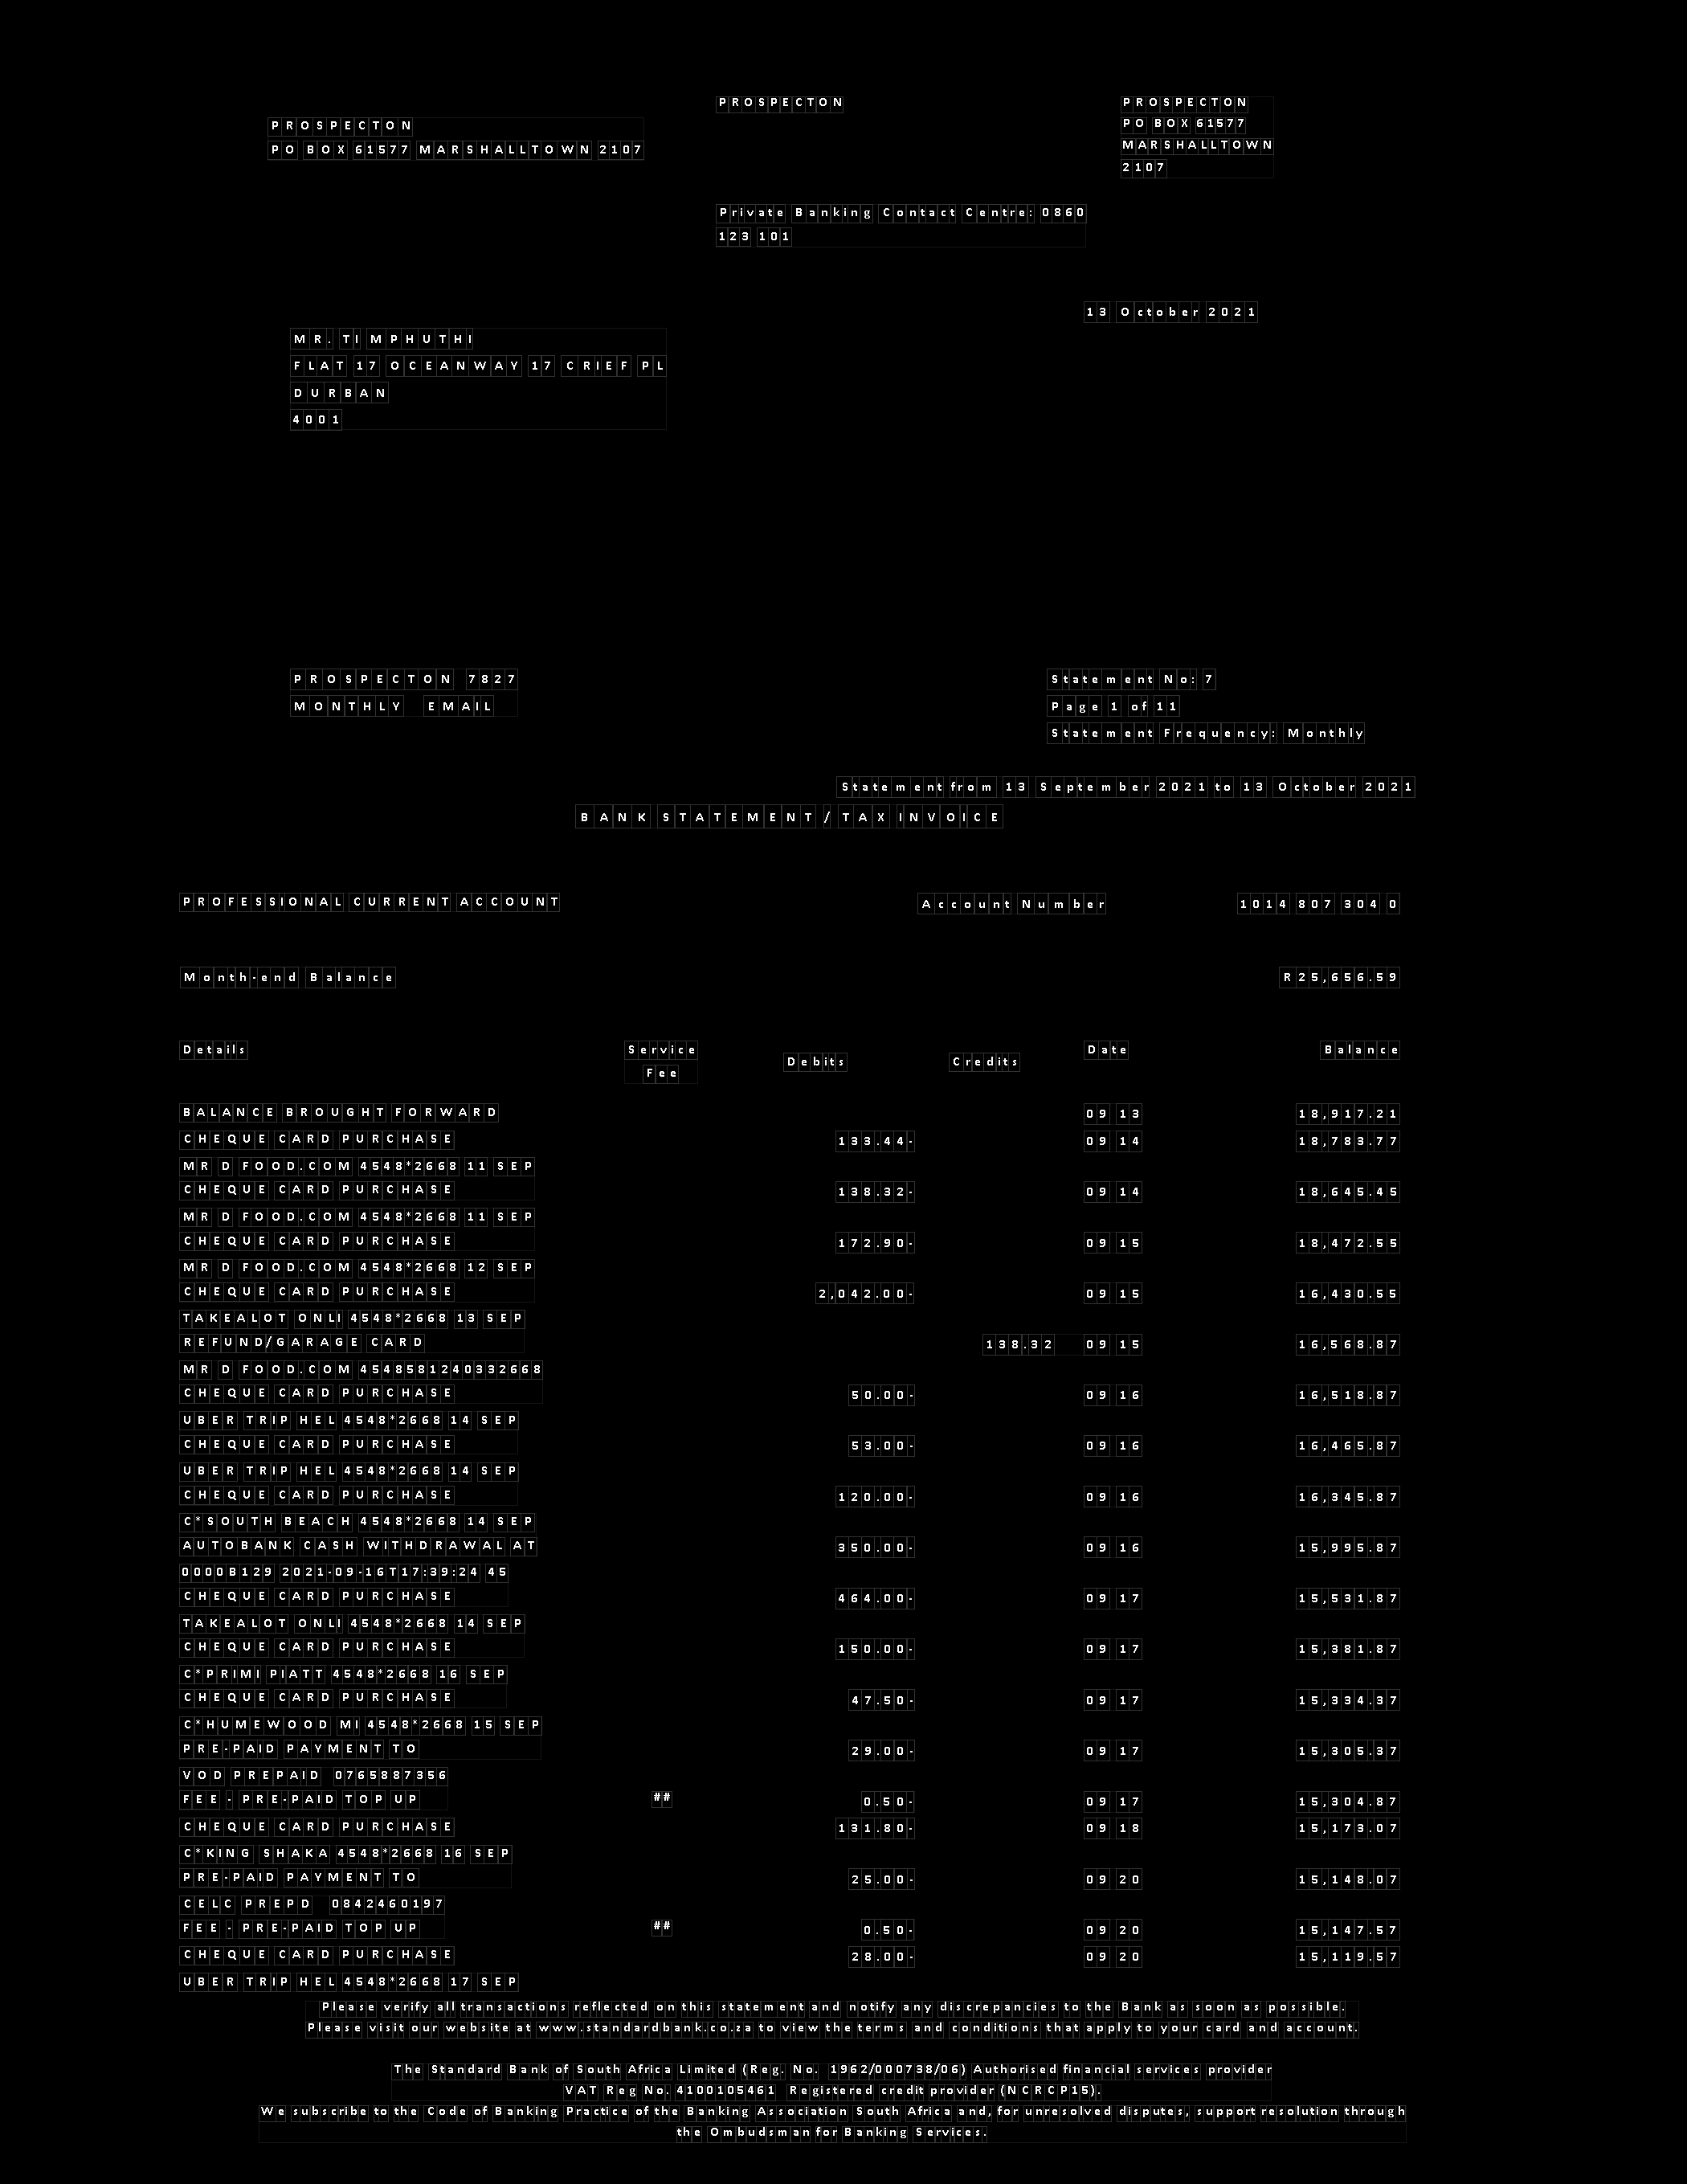 PROSPECTON
PO BOX 61577 MARSHALLTOWN 2107
PROSPECTON
PROSPECTON
PO BOX 61577
MARSHALLTOWN
2107
Private Banking Contact Centre: 0860
123 101
13 October 2021
MR. TI MPHUTHI
FLAT 17 OCEANWAY 17 CRIEF PL
DURBAN
4001
PROSPECTON 7827
MONTHLY EMAIL
Statement No: 7
Page 1 of 11
Statement Frequency: Monthly
Statement from 13 September 2021 to 13 October 2021
BANK STATEMENT / TAX INVOICE
PROFESSIONAL CURRENT ACCOUNT Account Number 1014 807 304 0
Month-end Balance R25,656.59
Details Service Fee Debits Credits Date Balance
BALANCE BROUGHT FORWARD 09 13 18,917.21
CHEQUE CARD PURCHASE 133.44- 09 14 18,783.77
MR D FOOD.COM 4548*2668 11 SEP
CHEQUE CARD PURCHASE 138.32- 09 14 18,645.45
MR D FOOD.COM 4548*2668 11 SEP
CHEQUE CARD PURCHASE 172.90- 09 15 18,472.55
MR D FOOD.COM 4548*2668 12 SEP
CHEQUE CARD PURCHASE 2,042.00- 09 15 16,430.55
TAKEALOT ONLI 4548*2668 13 SEP
REFUND/GARAGE CARD 138.32 09 15 16,568.87
MR D FOOD.COM 4548581240332668
CHEQUE CARD PURCHASE 50.00- 09 16 16,518.87
UBER TRIP HEL 4548*2668 14 SEP
CHEQUE CARD PURCHASE 53.00- 09 16 16,465.87
UBER TRIP HEL 4548*2668 14 SEP
CHEQUE CARD PURCHASE 120.00- 09 16 16,345.87
C*SOUTH BEACH 4548*2668 14 SEP
AUTOBANK CASH WITHDRAWAL AT 350.00- 09 16 15,995.87
0000B129 2021-09-16T17:39:24 45
CHEQUE CARD PURCHASE 464.00- 09 17 15,531.87
TAKEALOT ONLI 4548*2668 14 SEP
CHEQUE CARD PURCHASE 150.00- 09 17 15,381.87
C*PRIMI PIATT 4548*2668 16 SEP
CHEQUE CARD PURCHASE 47.50- 09 17 15,334.37
C*HUMEWOOD MI 4548*2668 15 SEP
PRE-PAID PAYMENT TO 29.00- 09 17 15,305.37
VOD PREPAID 0765887356
FEE - PRE-PAID TOP UP ## 0.50- 09 17 15,304.87
CHEQUE CARD PURCHASE 131.80- 09 18 15,173.07
C*KING SHAKA 4548*2668 16 SEP
PRE-PAID PAYMENT TO 25.00- 09 20 15,148.07
CELC PREPD 0842460197
FEE - PRE-PAID TOP UP ## 0.50- 09 20 15,147.57
CHEQUE CARD PURCHASE 28.00- 09 20 15,119.57
UBER TRIP HEL 4548*2668 17 SEP
Please verify all transactions reflected on this statement and notify any discrepancies to the Bank as soon as possible.
Please visit our website at www.standardbank.co.za to view the terms and conditions that apply to your card and account.
The Standard Bank of South Africa Limited (Reg. No. 1962/000738/06) Authorised financial services provider
VAT Reg No. 4100105461 Registered credit provider (NCRCP15).
We subscribe to the Code of Banking Practice of the Banking Association South Africa and, for unresolved disputes, support resolution through
the Ombudsman for Banking Services.